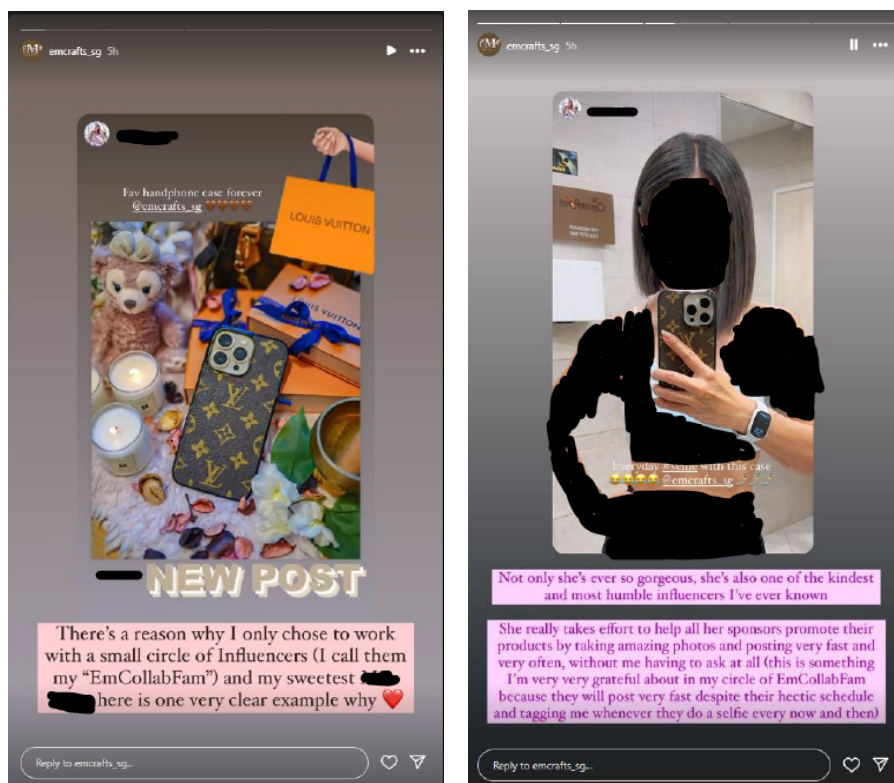 emcrafts_sg 5h
Fav handphone case forever
@emcrafts_sg
LOUIS VUITTON
LOUIS VUITTON
NEW POST
There's a reason why I only chose to work
with a small circle of Influencers (I call them
my "EmCollabFam") and my sweetest
here is one very clear example why
Reply to emcrafts_sg...
emcrafts_sg 5h
Everyday #selfie with this case
@emcrafts_sg
Not only she's ever so gorgeous, she's also one of the kindest
and most humble influencers I've ever known
She really takes effort to help all her sponsors promote their
products by taking amazing photos and posting very fast and
very often, without me having to ask at all (this is something
I'm very very grateful about in my circle of EmCollabFam
because they will post very fast despite their hectic schedule
and tagging me whenever they do a selfie every now and then)
Reply to emcrafts_sg...